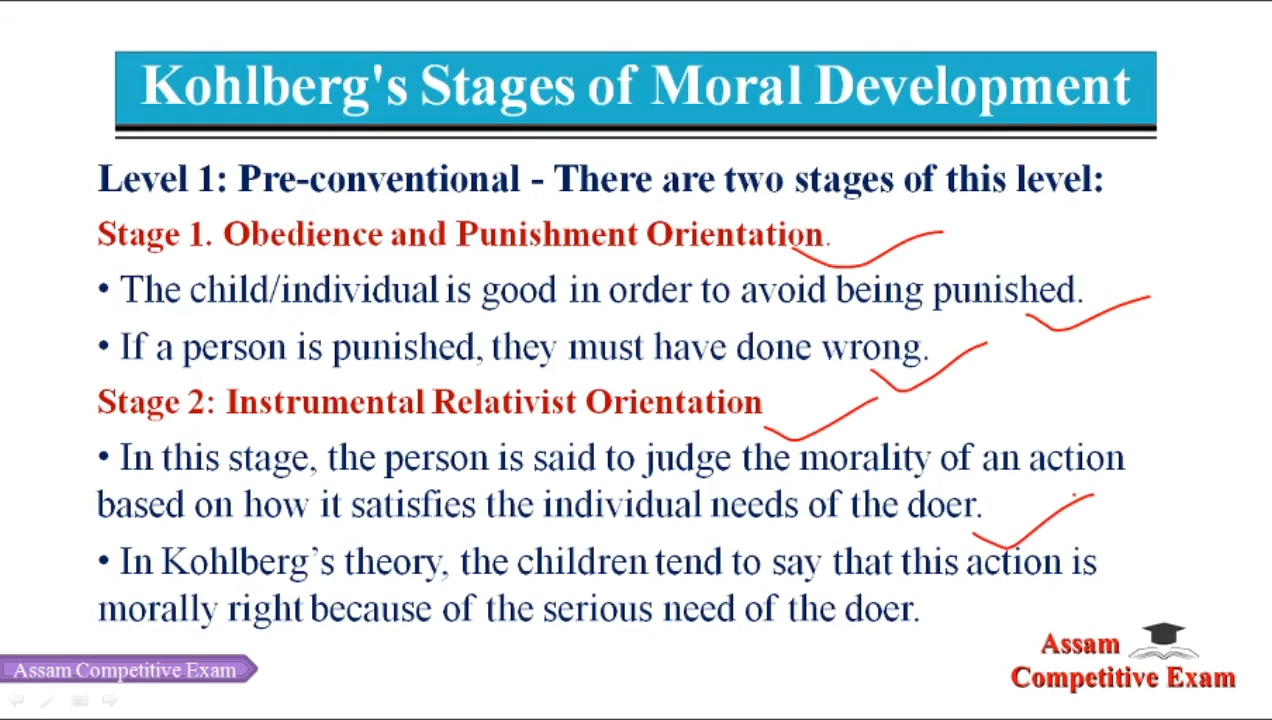 Kohlberg's Stages of Moral Development
Level 1: Pre-conventional - There are two stages of this level:
Stage 1. Obedience and Punishment Orientation.
• The child/individual is good in order to avoid being punished.
• If a person is punished, they must have done wrong.
Stage 2: Instrumental Relativist Orientation
• In this stage, the person is said to judge the morality of an action
based on how it satisfies the individual needs of the doer.
• In Kohlberg’s theory, the children tend to say that this action is
morally right because of the serious need of the doer.
Assam
Competitive Exam
Assam Competitive Exam